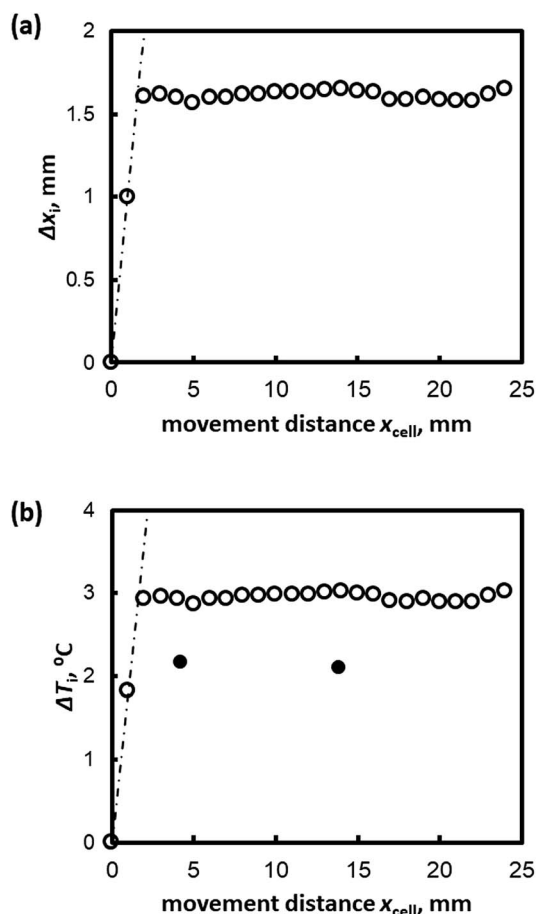 (a)
2
1.5
1
0.5
0
Δxi, mm
0 5 10 15 20 25
movement distance xcell, mm
(b)
4
3
2
1
0
ΔTi, ºC
0 5 10 15 20 25
movement distance xcell, mm